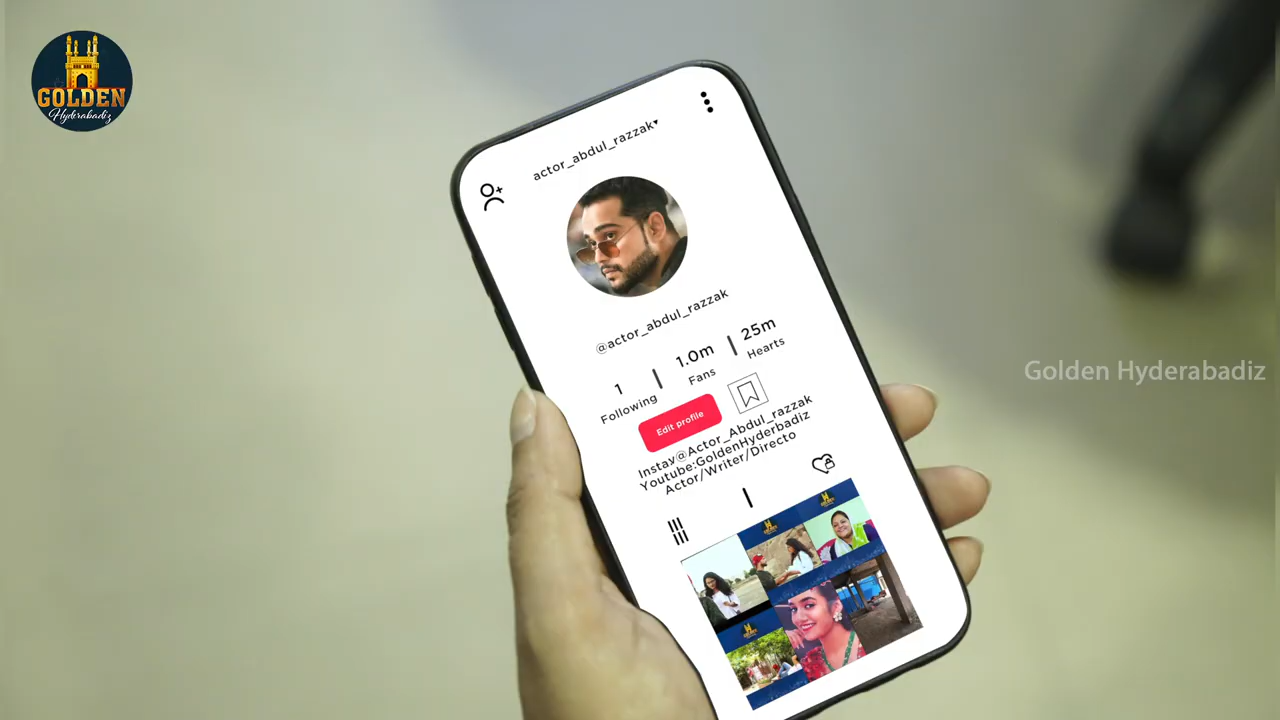 GOLDEN
Hyderabadiz
actor_abdul_razzak
@actor_abdul_razzak
1
Following
1.0m
Fans
25m
Hearts
Edit profile
Insta@Actor_Abdul_razzak
Youtube:GoldenHyderbadiz
Actor/Writer/Directo
Golden Hyderabadiz